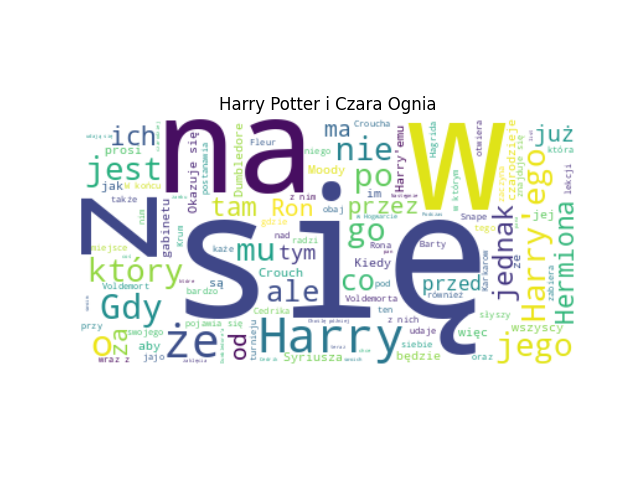 Harry Potter i Czara Ognia
ich
na
w
ma
Croucha
nie
już
Okazuje się
prosi
postanawia
Dumbledore
Fleur
niego
Harry'emu
Hagrida
otwiera
czarodzieje
znajduje się
która
jest
Moody
po
zaczyna
lekcji
jak
W końcu
także
z nim
im
w którym
nim
tam Ron
obaj
przez
w Hogwarcie
Snape
tego
jej
z
się
Krum
gabinetu
gdzie
nad
go
Rona
jednak
ze
Harry'ego
Hermiona
miejsce
każe
mu
tym
radzi
Kiedy
Barty
Karkarow
który
są
Crouch
co
pod
przed
zabiera
Voldemort
bardzo
ale
Voldemorta
również
Gdy
Cedrika
ten
słyszy
przy
swojego
pojawia się
z nich
że
od
turnieju
Harry
udaje
więc
wszyscy
o
za
aby
siebie
jego
wraz z
jajo
Syriusza
będzie
oraz